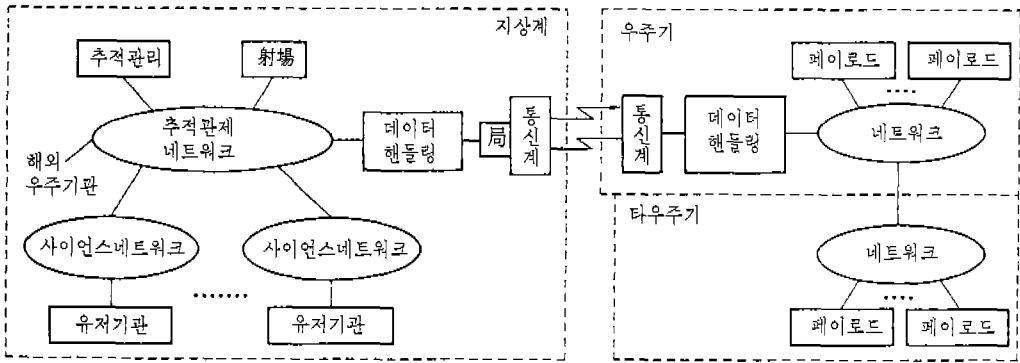 지상계
추적관리
射場
추적관제
네트워크
해외
우주기관
데이터
핸들링
局
통신계
사이언스네트워크
사이언스네트워크
유저기관
유저기관
우주기
페이로드
페이로드
통신계
데이터
핸들링
네트워크
타우주기
네트워크
페이로드
페이로드